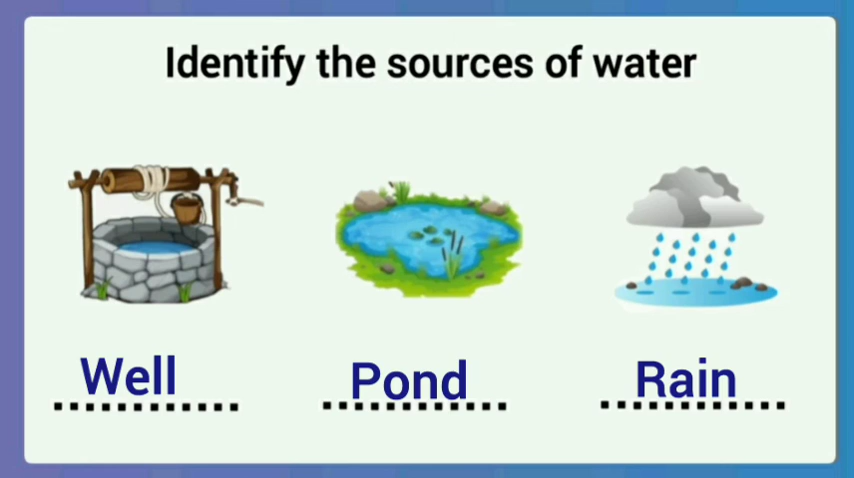 Identify the sources of water
Well Pond Rain